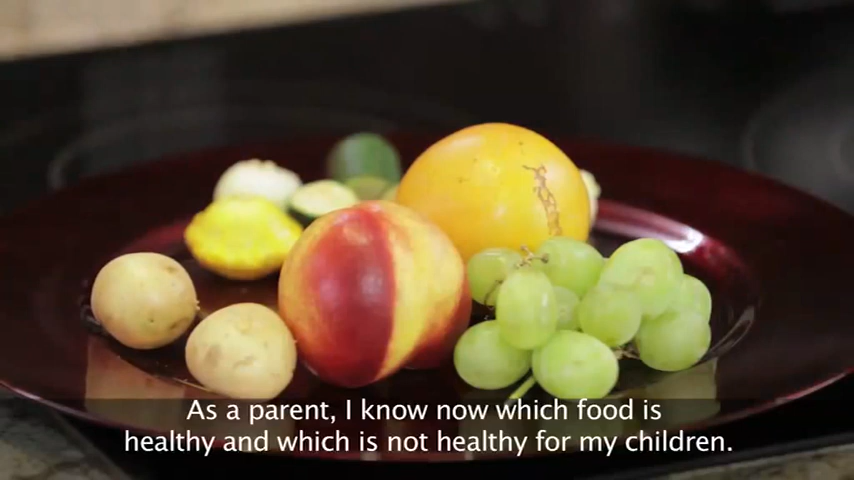 As a parent, I know now which food is
healthy and which is not healthy for my children.